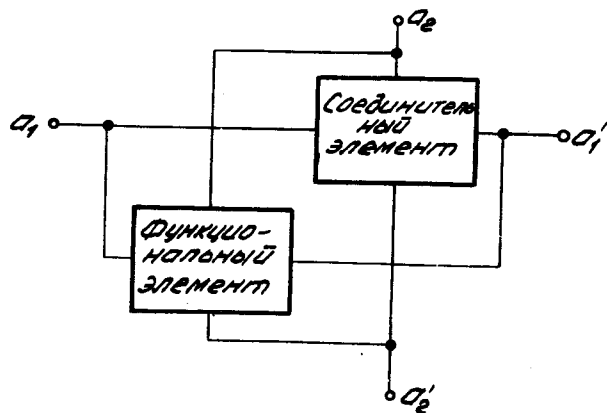 a₂
Соединитель-
ный
элемент
a₁
a₁'
Функцио-
нальный
элемент
a₂'